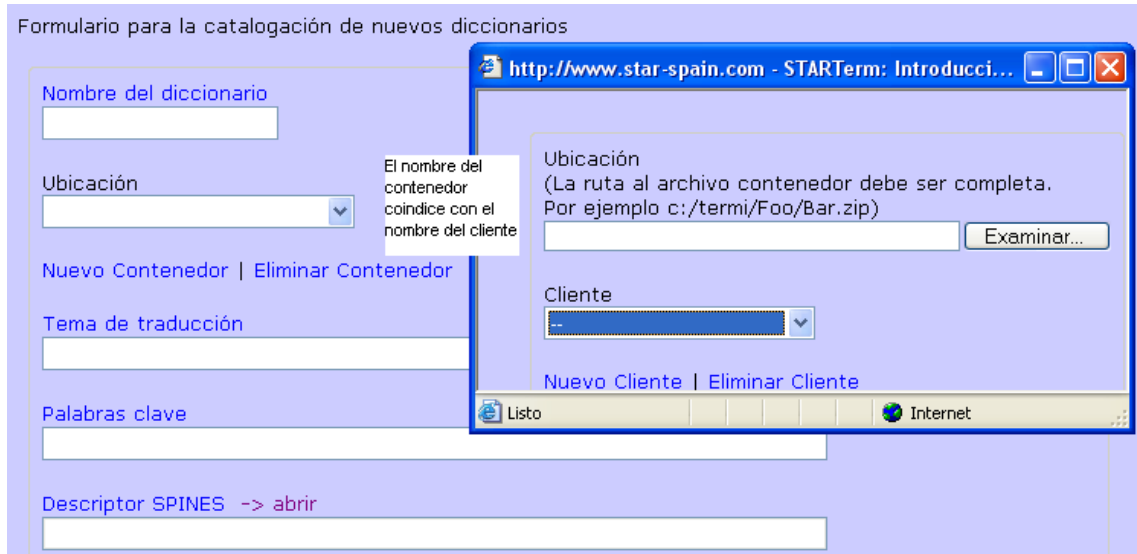 Formulario para la catalogación de nuevos diccionarios
Nombre del diccionario
Ubicación
Nuevo Contenedor | Eliminar Contenedor
Tema de traducción
Palabras clave
Descriptor SPINES -> abrir
El nombre del
contenedor
coindice con el
nombre del cliente
http://www.star-spain.com - STARTerm: Introducci...
Ubicación
(La ruta al archivo contenedor debe ser completa.
Por ejemplo c:/termi/Foo/Bar.zip)
Examinar...
Cliente
--
Nuevo Cliente | Eliminar Cliente
Listo
Internet